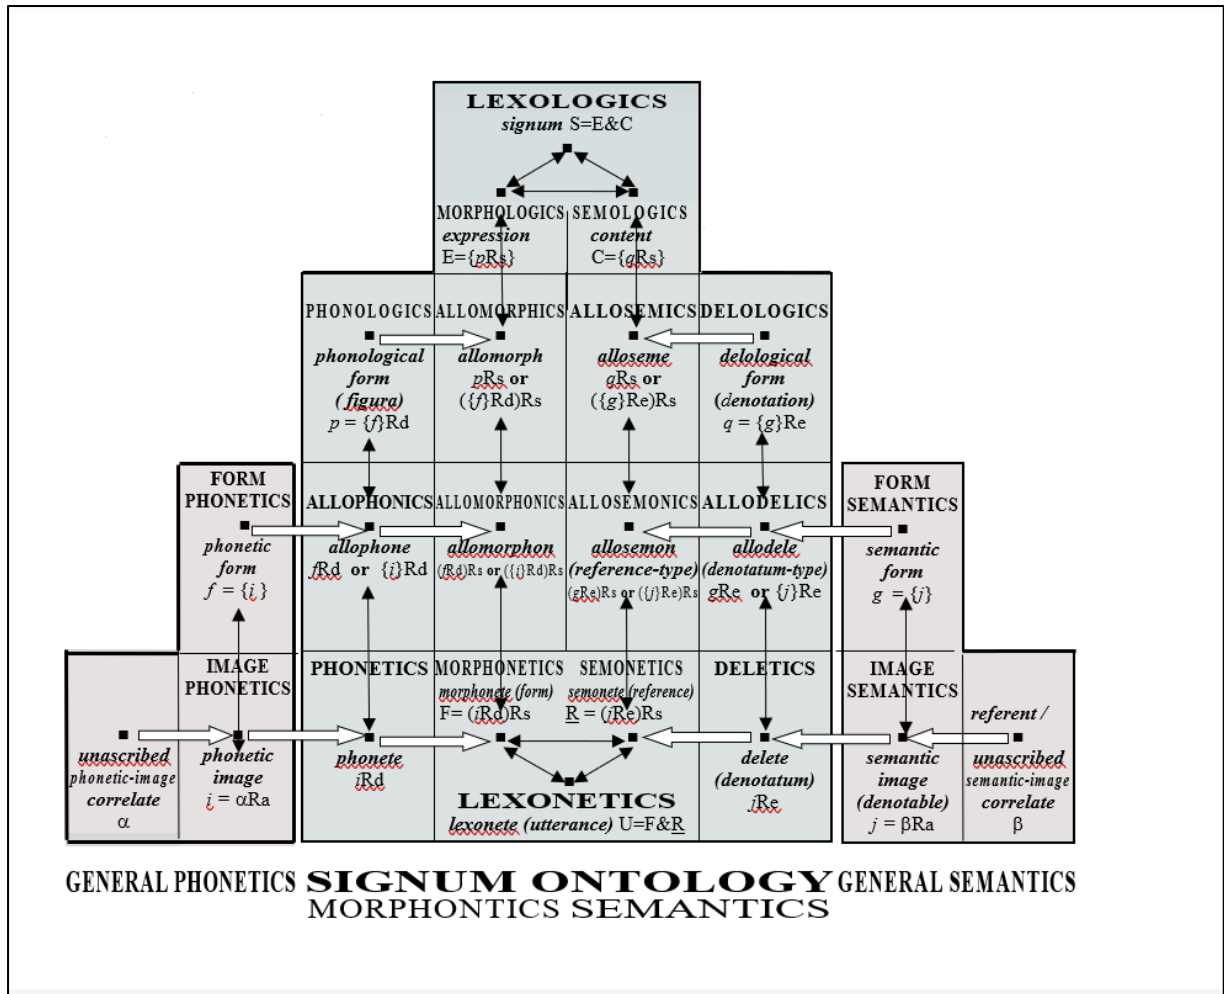 LEXOLOGICS
signum S=E&C
MORPHOLOGICS SEMOLOGICS
expression content
E={pRs} C={qRs}
PHONOLOGICS ALLOMORPHICS ALLOSEMICS DELOLOGICS
phonological allomorph alloseme delological
form pRs or qRs or form
(figura) ({f}Rd)Rs ({g}Re)Rs (denotation)
p = {f}Rd q = {g}Re
FORM FORM
PHONETICS SEMANTICS
ALLOPHONICS ALLOMORPHONICS ALLOSEMONICS ALLODELICS
phonetic allophone allomorphon allosemon allodele semantic
form fRd or {i}Rd (fRd)Rs or ({i}Rd)Rs (reference-type) (denotatum-type) form
f = {i } (gRe)Rs or ({j}Re)Rs gRe or {j}Re g = {j}
IMAGE PHONETICS MORPHONETICS SEMONETICS DELETICS IMAGE
PHONETICS SEMANTICS
morphonete (form) semonete (reference)
F= (iRd)Rs R = (jRe)Rs
referent /
unascribed phonetic phonete delete semantic unascribed
phonetic-image image iRd (denotatum) image semantic-image
correlate i = αRa jRe (denotable) correlate
α j = βRa β
LEXONETICS
lexonete (utterance) U=F&R
GENERAL PHONETICS SIGNUM ONTOLOGY GENERAL SEMANTICS
MORPHONTICS SEMANTICS